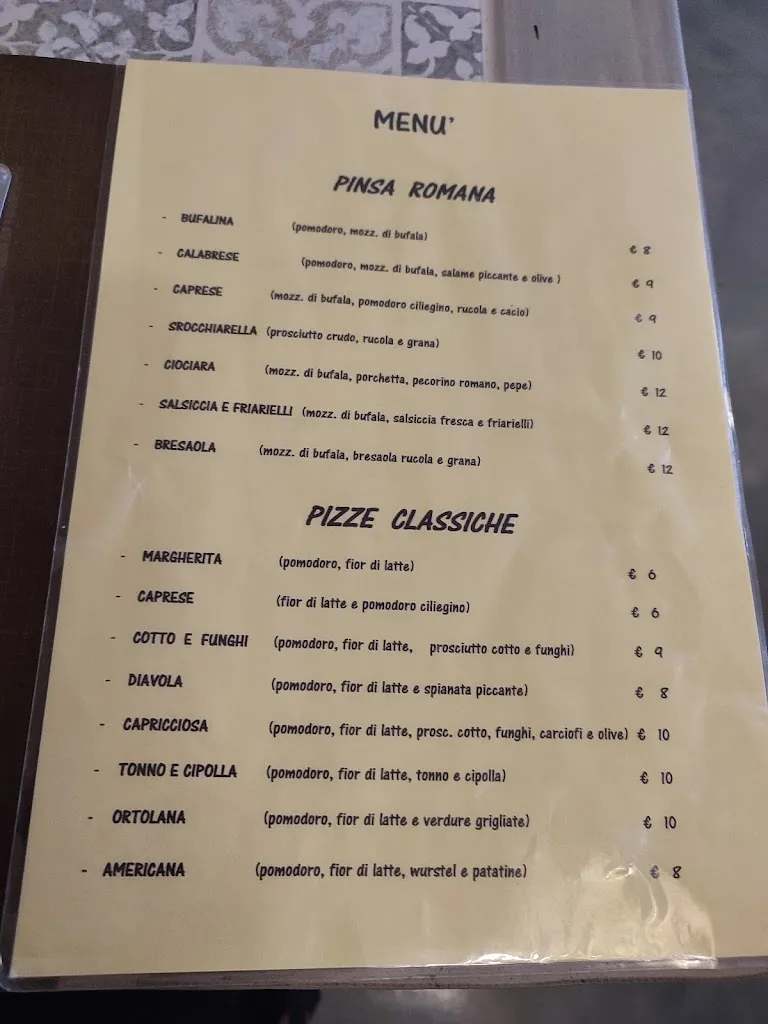 MENU'
PINSA ROMANA
- BUFALINA (pomodoro, mozz. di bufala) € 8
- CALABRESE (pomodoro, mozz. di bufala, salame piccante e olive ) € 9
- CAPRESE (mozz. di bufala, pomodoro ciliegino, rucola e cacio) € 9
- SROCCHIARELLA (prosciutto crudo, rucola e grana) € 10
- CIOCIARA (mozz. di bufala, porchetta, pecorino romano, pepe) € 12
- SALSICCIA E FRIARIELLI (mozz. di bufala, salsiccia fresca e friarielli) € 12
- BRESAOLA (mozz. di bufala, bresaola rucola e grana) € 12
PIZZE CLASSICHE
- MARGHERITA (pomodoro, fior di latte) € 6
- CAPRESE (fior di latte e pomodoro ciliegino) € 6
- COTTO E FUNGHI (pomodoro, fior di latte, prosciutto cotto e funghi) € 9
- DIAVOLA (pomodoro, fior di latte e spianata piccante) € 8
- CAPRICCIOSA (pomodoro, fior di latte, prosc. cotto, funghi, carciofi e olive) € 10
- TONNO E CIPOLLA (pomodoro, fior di latte, tonno e cipolla) € 10
- ORTOLANA (pomodoro, fior di latte e verdure grigliate) € 10
- AMERICANA (pomodoro, fior di latte, wurstel e patatine) € 8